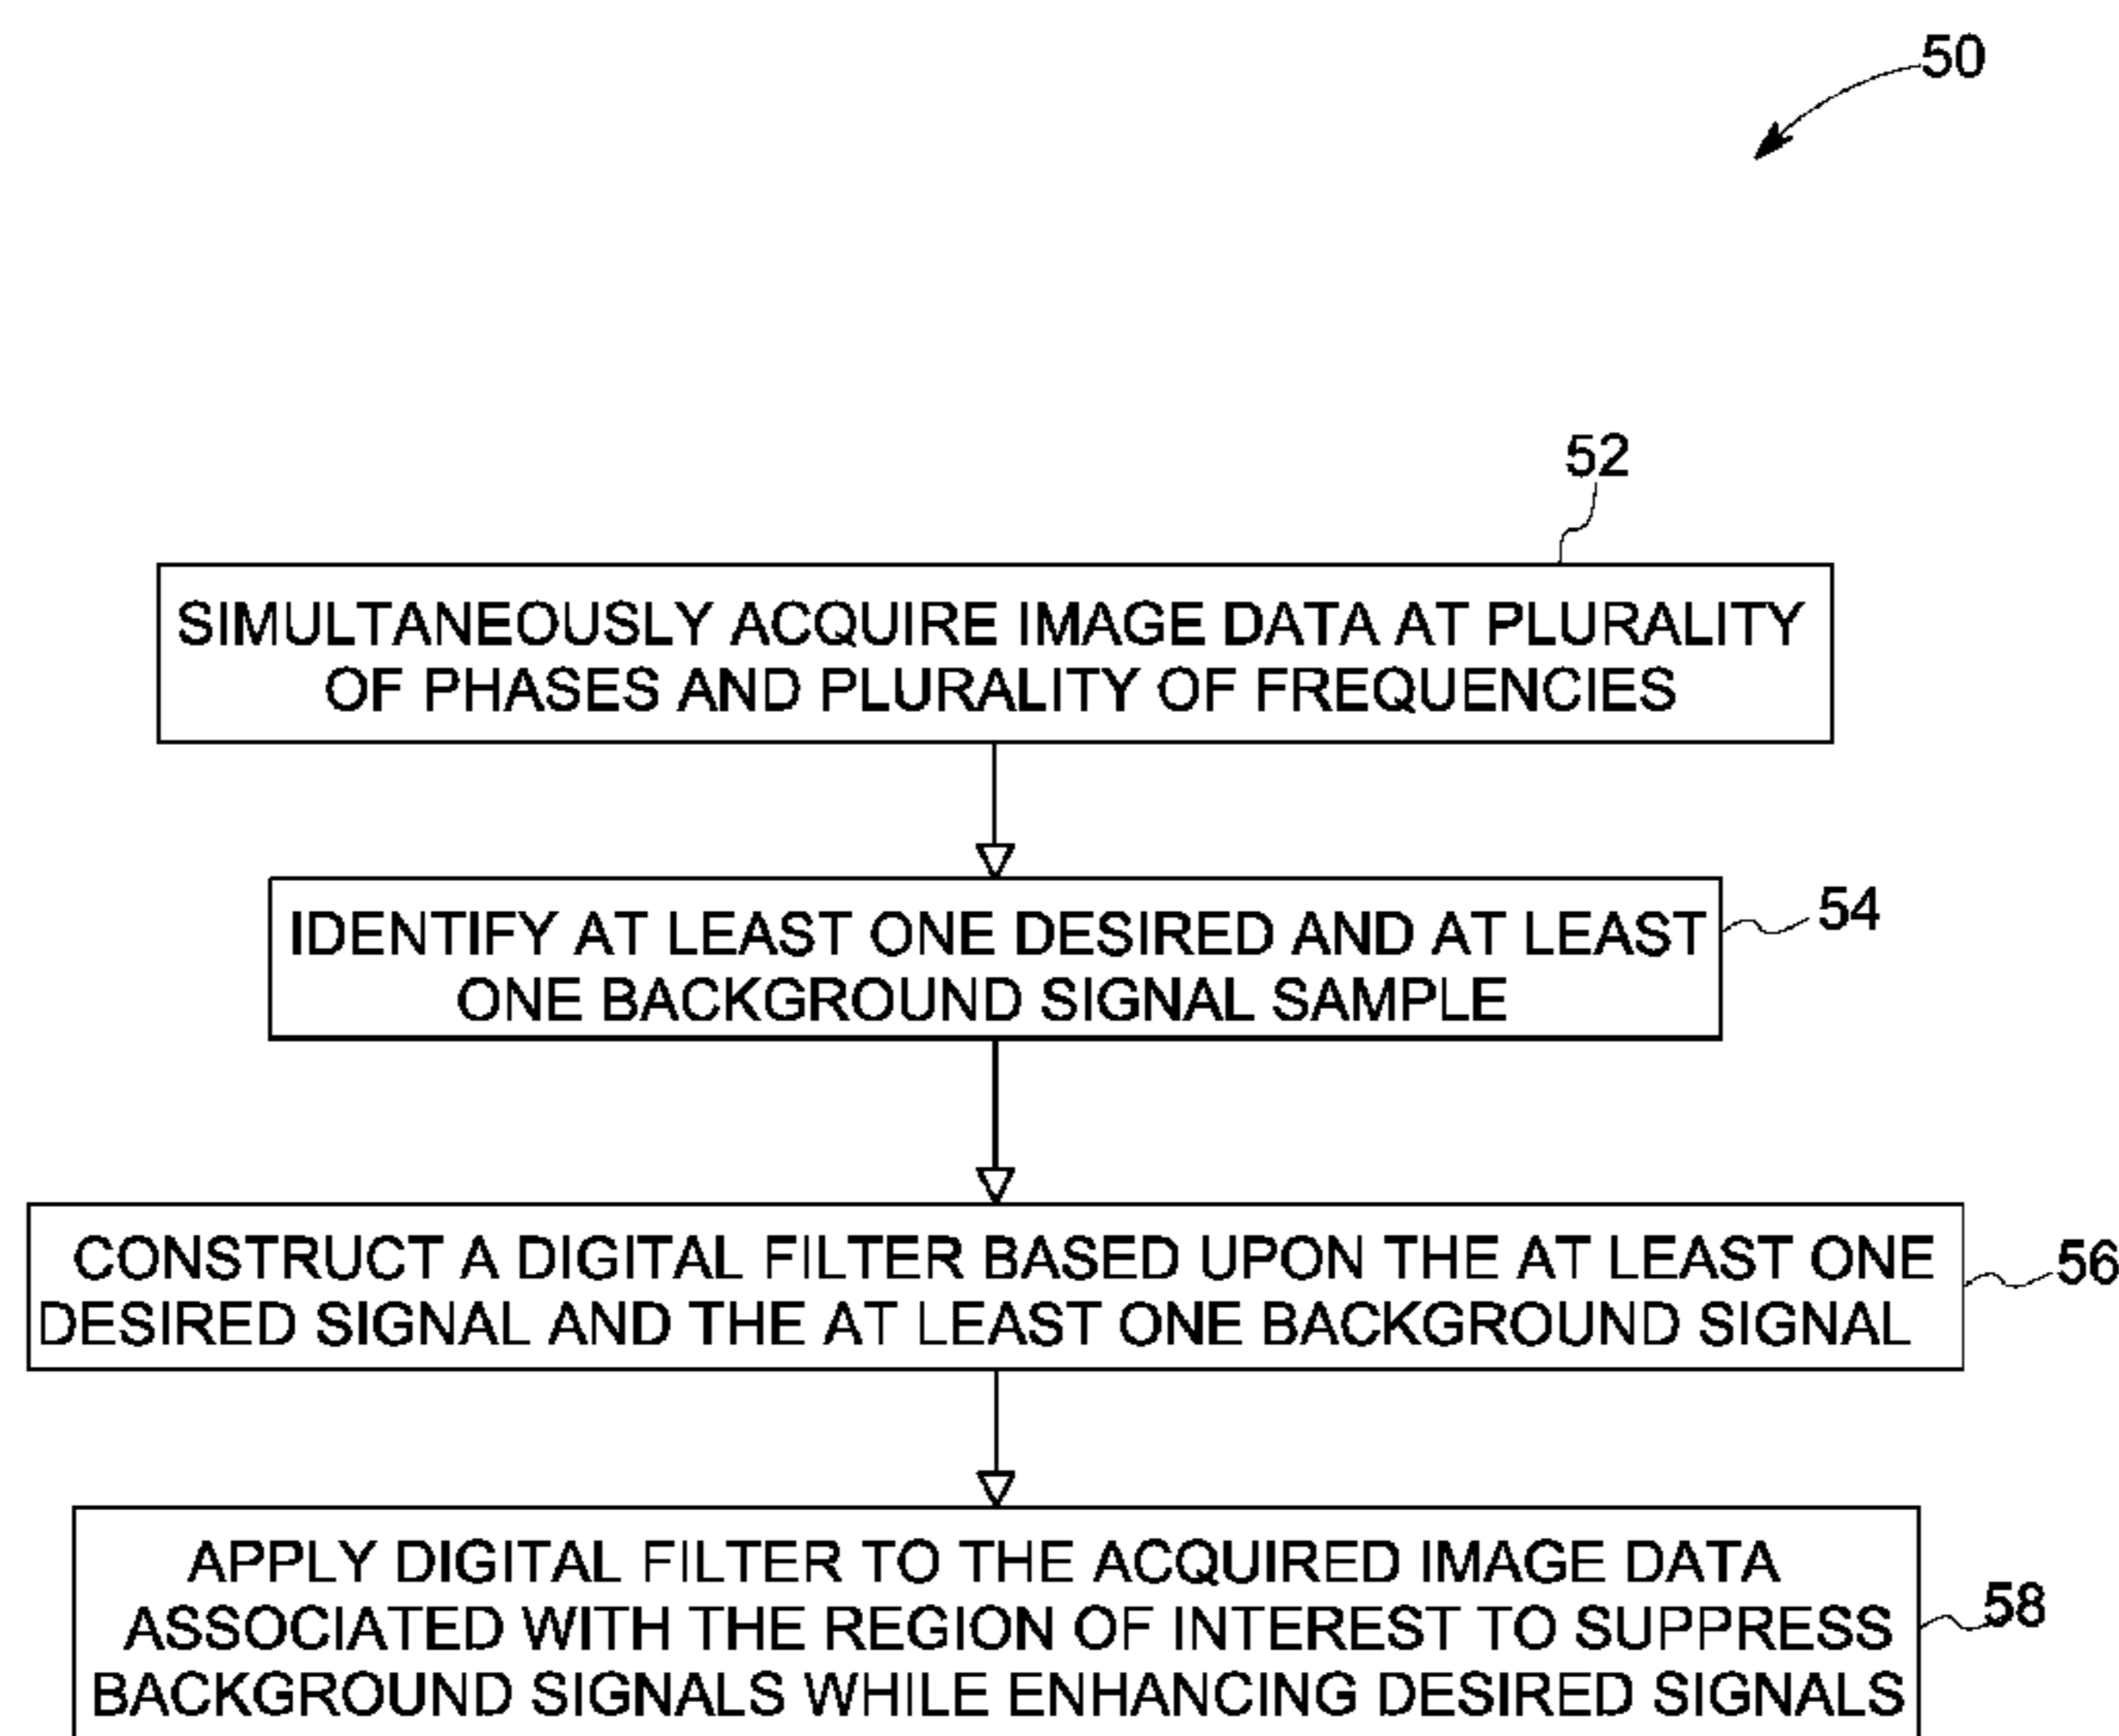 50
52
SIMULTANEOUSLY ACQUIRE IMAGE DATA AT PLURALITY
OF PHASES AND PLURALITY OF FREQUENCIES
54
IDENTIFY AT LEAST ONE DESIRED AND AT LEAST
ONE BACKGROUND SIGNAL SAMPLE
56
CONSTRUCT A DIGITAL FILTER BASED UPON THE AT LEAST ONE
DESIRED SIGNAL AND THE AT LEAST ONE BACKGROUND SIGNAL
58
APPLY DIGITAL FILTER TO THE ACQUIRED IMAGE DATA
ASSOCIATED WITH THE REGION OF INTEREST TO SUPPRESS
BACKGROUND SIGNALS WHILE ENHANCING DESIRED SIGNALS